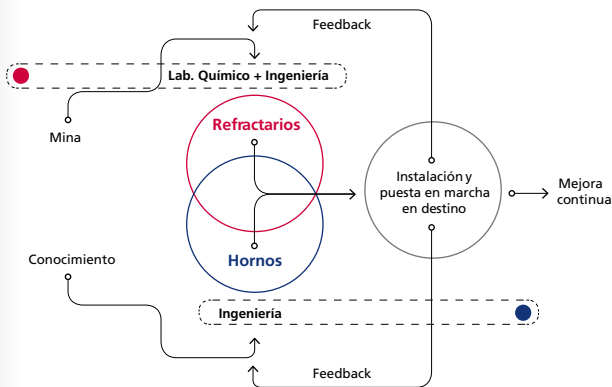 Feedback
Lab. Químico + Ingeniería
Mina
Refractarios
Instalación y
puesta en marcha
en destino
Mejora
continua
Conocimiento
Hornos
Ingeniería
Feedback